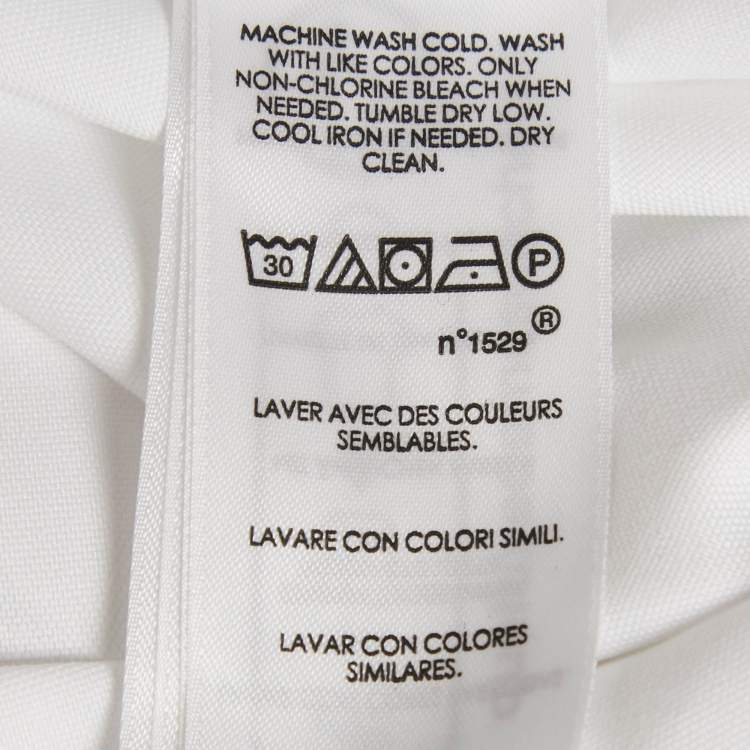 MACHINE WASH COLD. WASH
WITH LIKE COLORS. ONLY
NON-CHLORINE BLEACH WHEN
NEEDED. TUMBLE DRY LOW.
COOL IRON IF NEEDED. DRY
CLEAN.
30 P
n°1529®
LAVER AVEC DES COULEURS
SEMBLABLES.
LAVARE CON COLORI SIMILI.
LAVAR CON COLORES
SIMILARES.